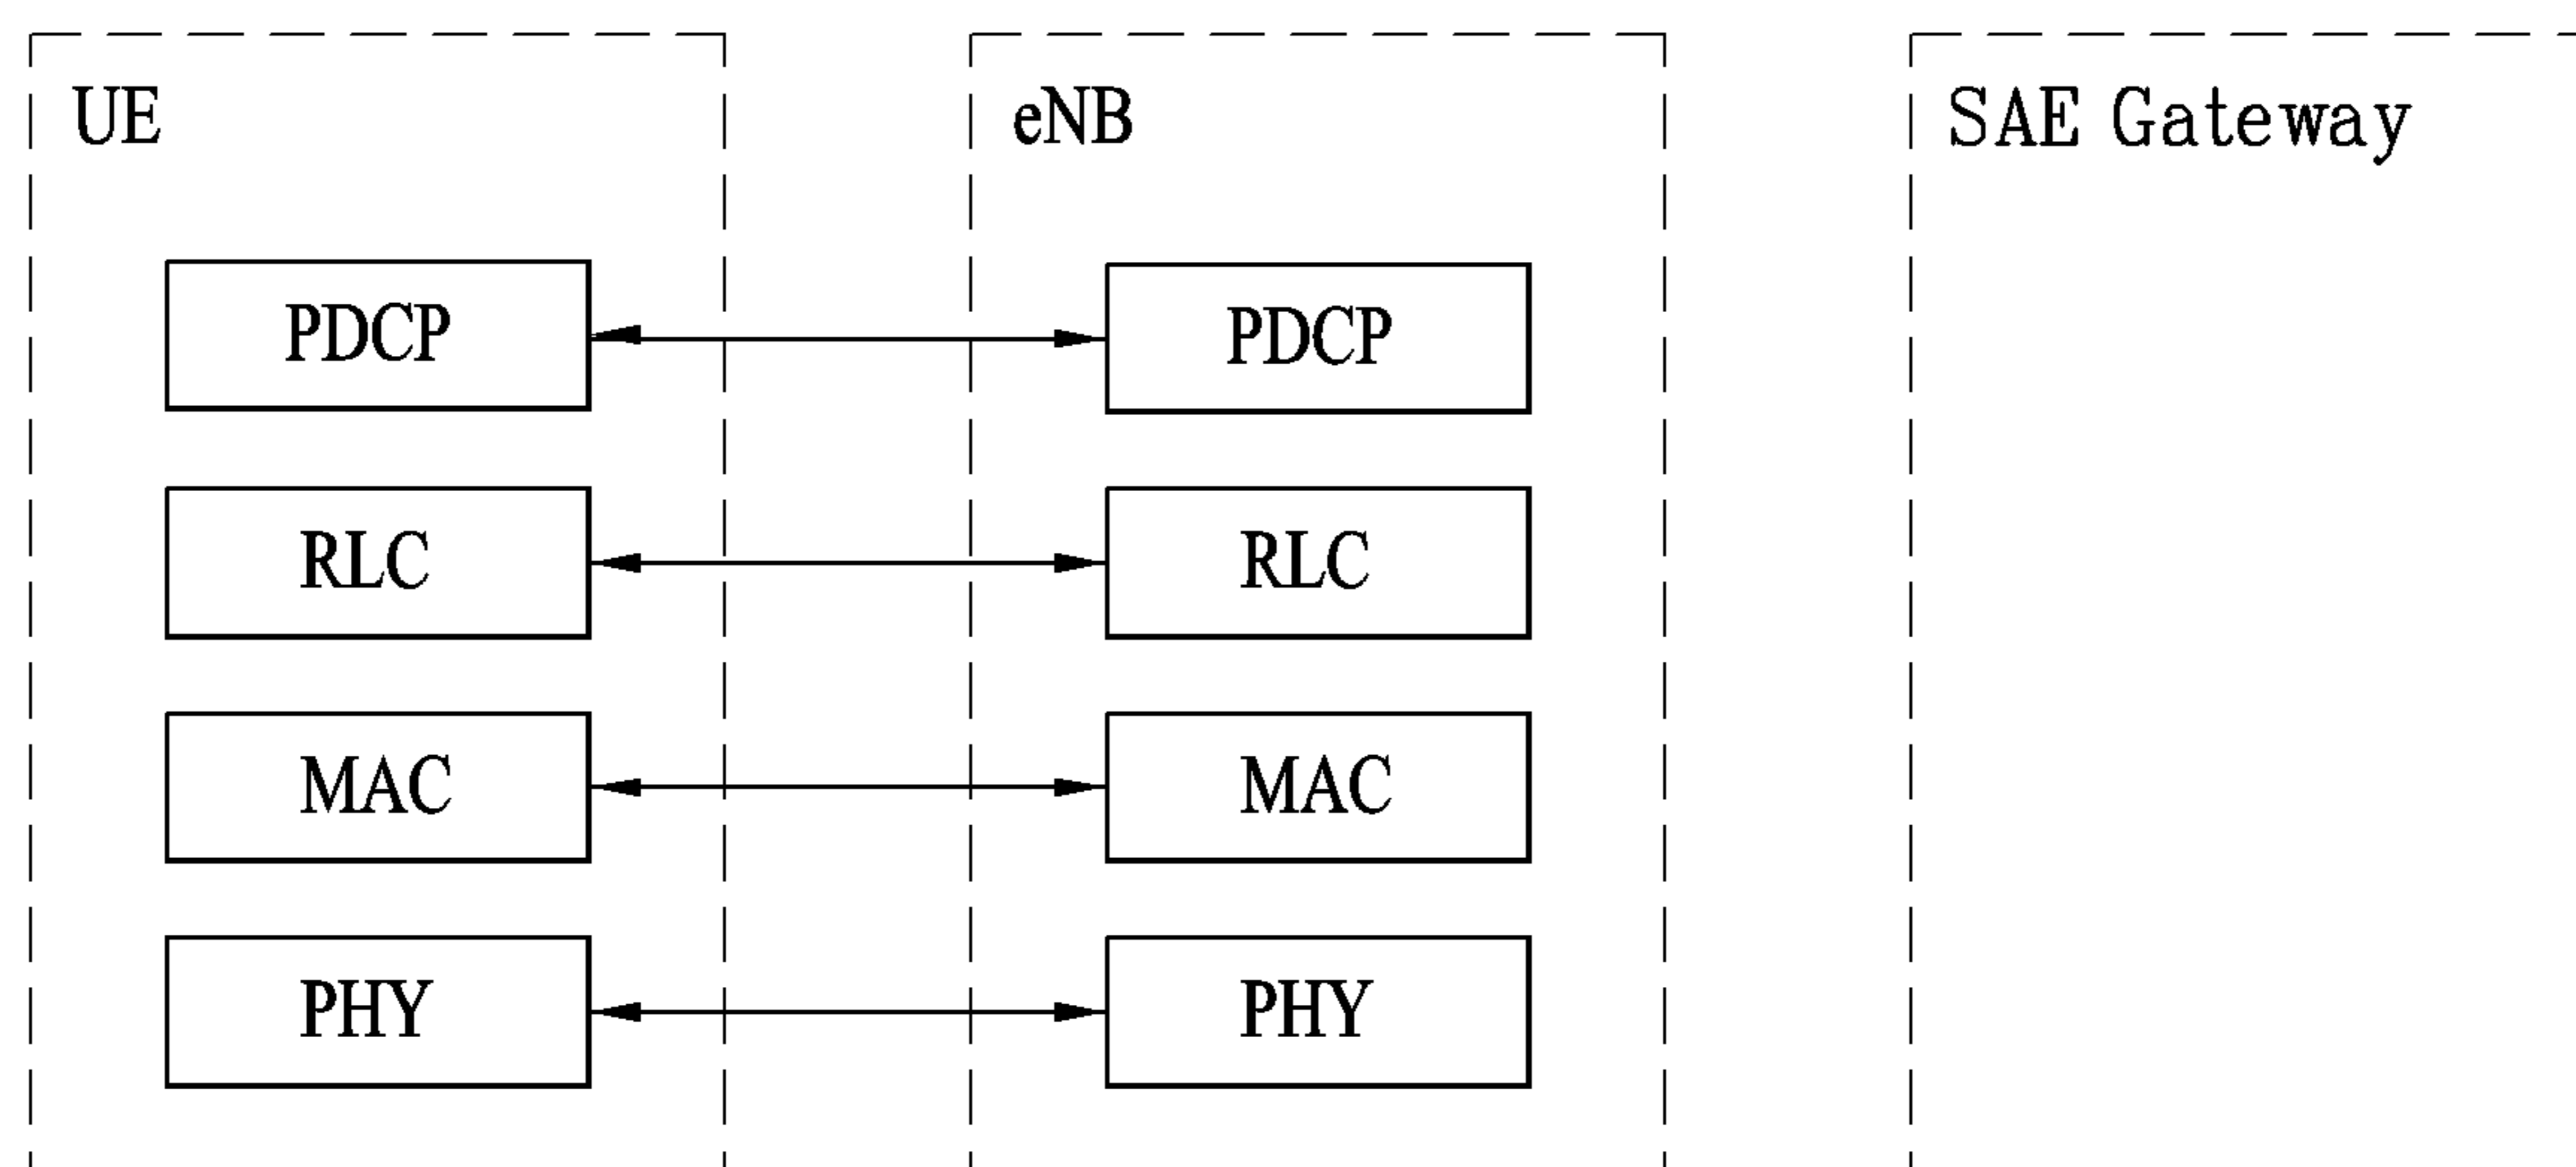 UE
eNB
SAE Gateway
PDCP
PDCP
RLC
RLC
MAC
MAC
PHY
PHY